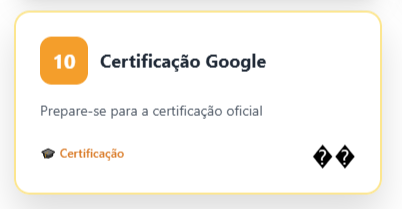 10 Certificação Google
Prepare-se para a certificação oficial
🎓 Certificação
��